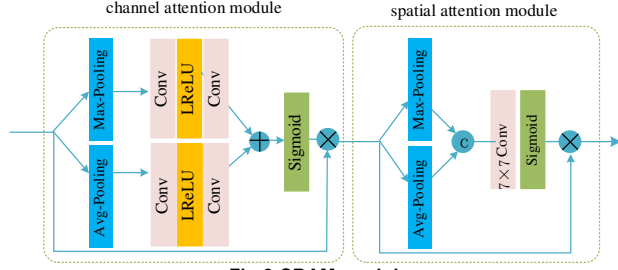 channel attention module
spatial attention module
Max-Pooling
Conv
LReLU
Conv
Avg-Pooling
Conv
LReLU
Conv
Sigmoid
Max-Pooling
Avg-Pooling
C
7×7 Conv
Sigmoid